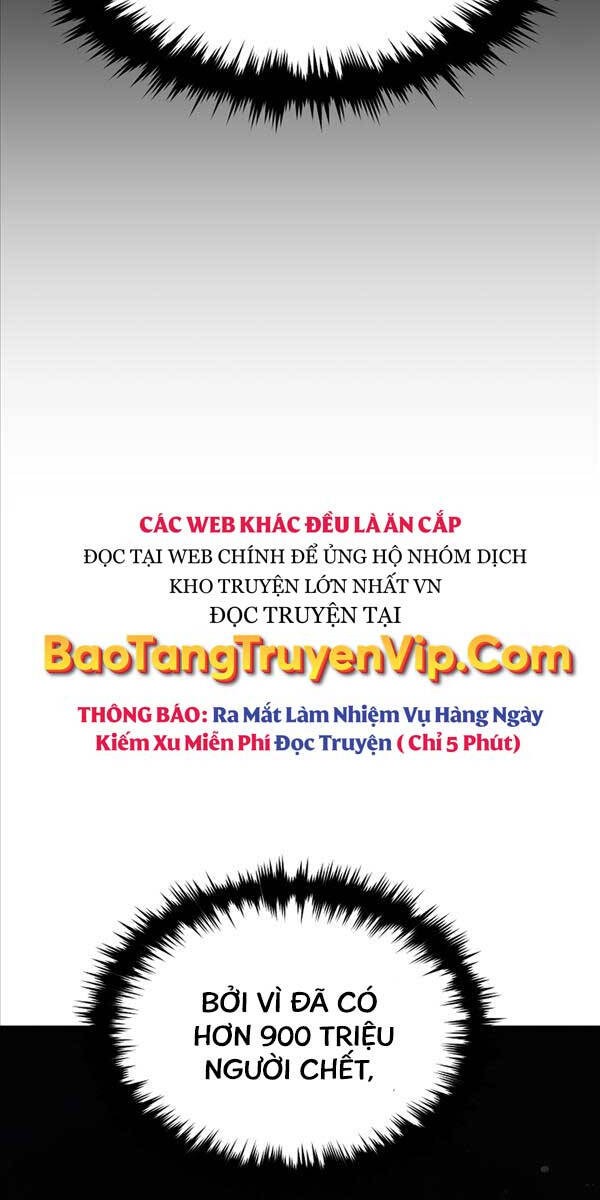 CÁC WEB KHÁC ĐỀU LÀ ĂN CẮP
ĐỌC TẠI WEB CHÍNH ĐỂ ỦNG HỘ NHÓM DỊCH
KHO TRUYỆN LỚN NHẤT VN
ĐỌC TRUYỆN TẠI
BaoTangTruyenVip.Com
THÔNG BÁO: Ra Mắt Làm Nhiệm Vụ Hàng Ngày
Kiếm Xu Miễn Phí Đọc Truyện ( Chỉ 5 Phút)
BỞI VÌ ĐÃ CÓ
HƠN 900 TRIỆU
NGƯỜI CHẾT,